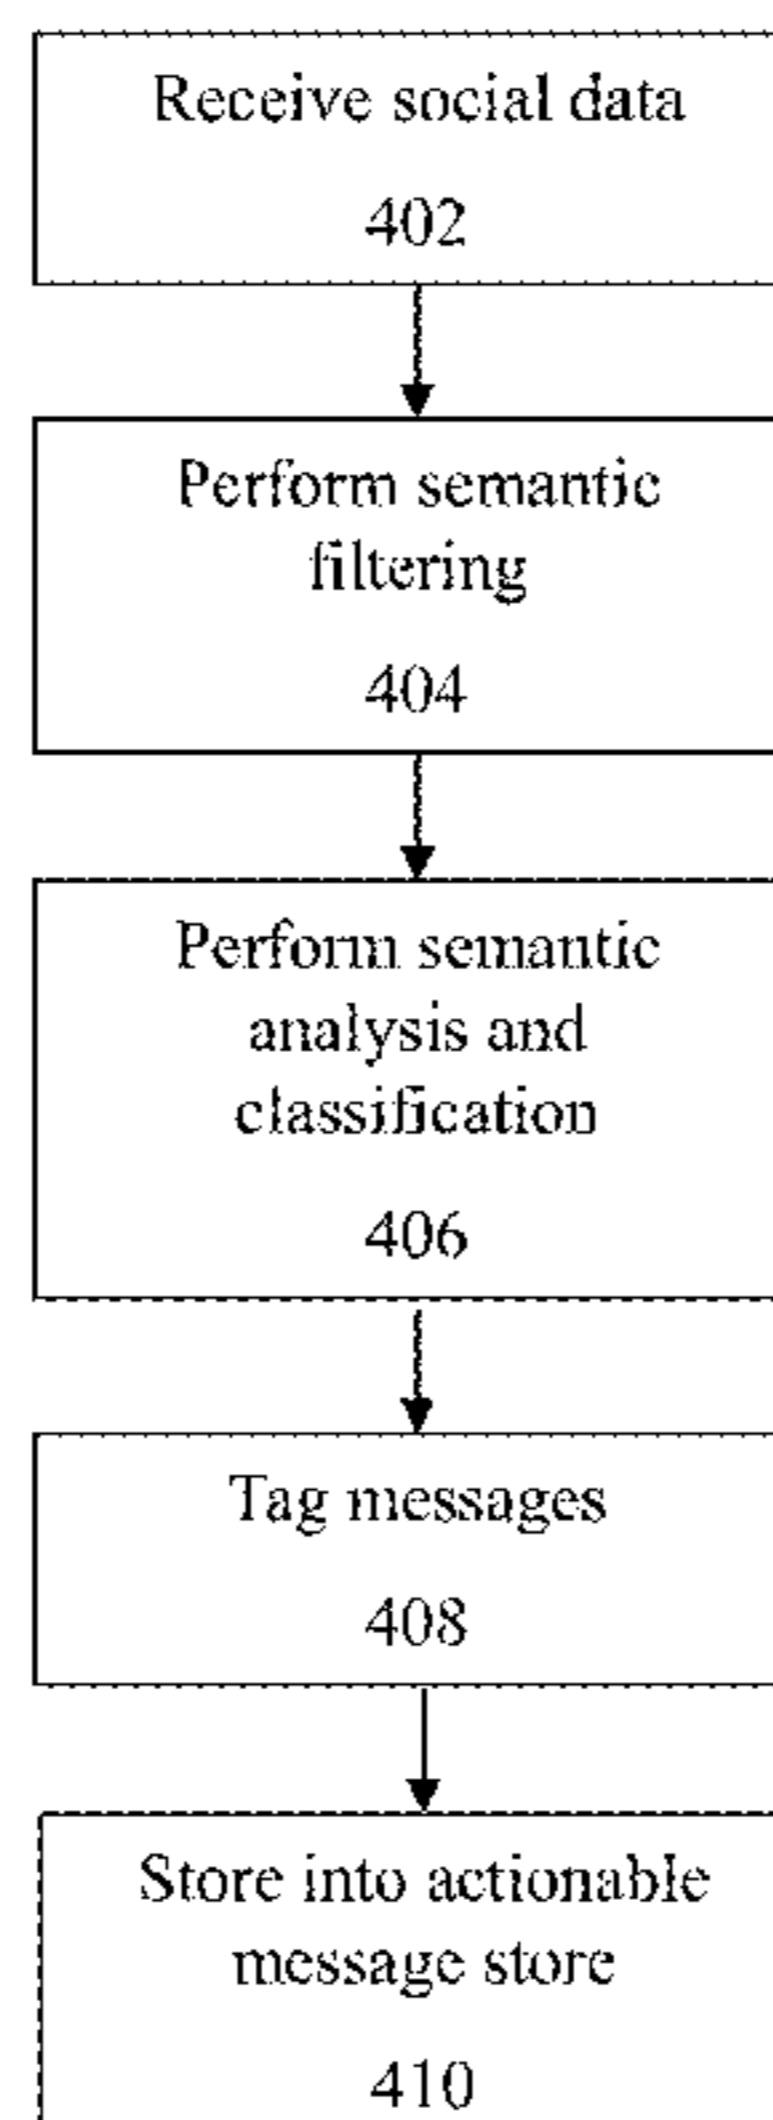 Receive social data
402
Perform semantic
filtering
404
Perform semantic
analysis and
classification
406
Tag messages
408
Store into actionable
message store
410